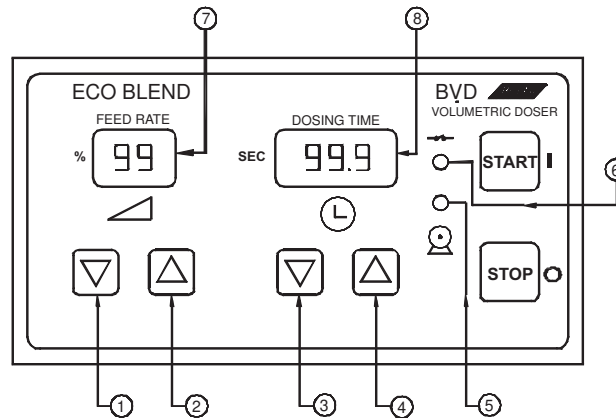 7 8
ECO BLEND BVD
VOLUMETRIC DOSER
FEED RATE DOSING TIME
% 99 SEC 99.9 START I
6
STOP O
1 2 3 4 5